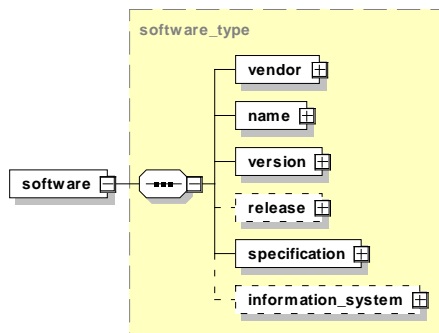 software_type
vendor
name
version
software
release
specification
information_system